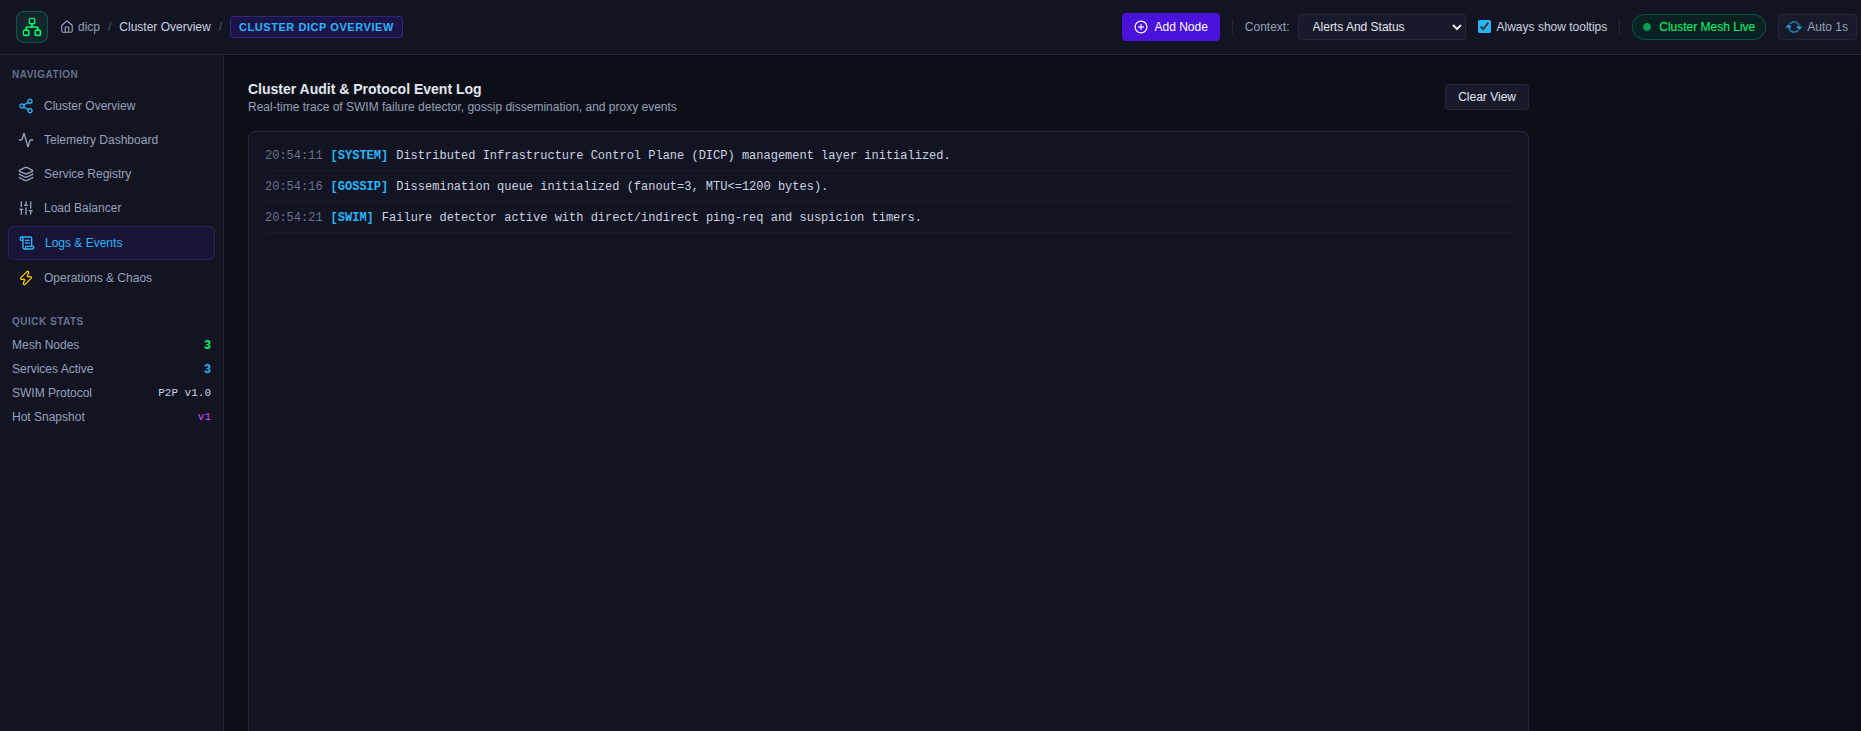 dicp / Cluster Overview / CLUSTER DICP OVERVIEW Add Node Context: Alerts And Status Always show tooltips Cluster Mesh Live Auto 1s
NAVIGATION
Cluster Overview
Telemetry Dashboard
Service Registry
Load Balancer
Logs & Events
Operations & Chaos
QUICK STATS
Mesh Nodes 3
Services Active 3
SWIM Protocol P2P v1.0
Hot Snapshot v1
Cluster Audit & Protocol Event Log
Real-time trace of SWIM failure detector, gossip dissemination, and proxy events
Clear View
20:54:11 [SYSTEM] Distributed Infrastructure Control Plane (DICP) management layer initialized.
20:54:16 [GOSSIP] Dissemination queue initialized (fanout=3, MTU<=1200 bytes).
20:54:21 [SWIM] Failure detector active with direct/indirect ping-req and suspicion timers.